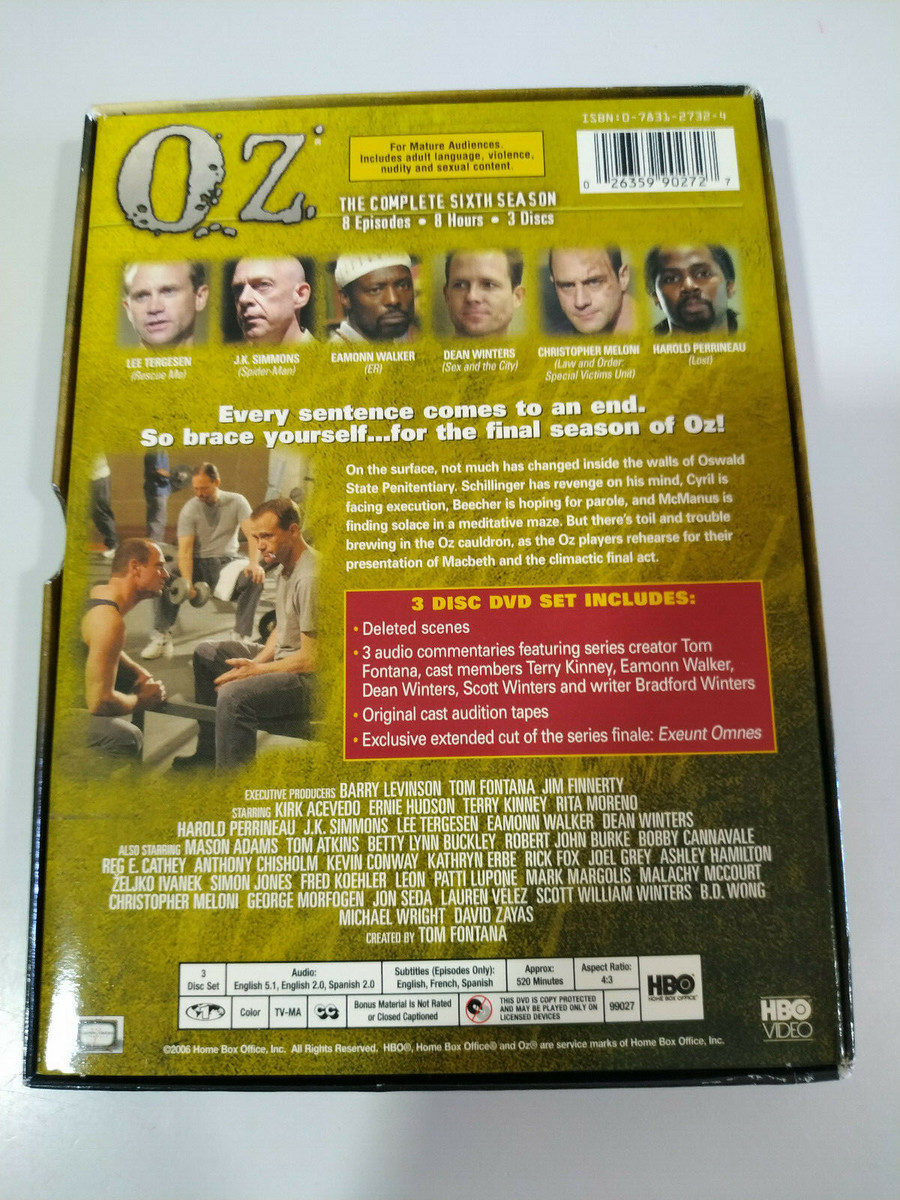 OZ.
ISBN:0-7831-2732-4
For Mature Audiences.
Includes adult language, violence,
nudity and sexual content.
0 26359 90272 7
THE COMPLETE SIXTH SEASON
8 Episodes • 8 Hours • 3 Discs
LEE TERGESEN
(Rescue Me)
J.K. SIMMONS
(Spider-Man)
EAMONN WALKER
(ER)
DEAN WINTERS
(Sex and the City)
CHRISTOPHER MELONI
(Law and Order:
Special Victims Unit)
HAROLD PERRINEAU
(Lost)
Every sentence comes to an end.
So brace yourself...for the final season of Oz!
On the surface, not much has changed inside the walls of Oswald
State Penitentiary. Schillinger has revenge on his mind, Cyril is
facing execution, Beecher is hoping for parole, and McManus is
finding solace in a meditative maze. But there's toil and trouble
brewing in the Oz cauldron, as the Oz players rehearse for their
presentation of Macbeth and the climactic final act.
3 DISC DVD SET INCLUDES:
• Deleted scenes
• 3 audio commentaries featuring series creator Tom
Fontana, cast members Terry Kinney, Eamonn Walker,
Dean Winters, Scott Winters and writer Bradford Winters
• Original cast audition tapes
• Exclusive extended cut of the series finale: Exeunt Omnes
EXECUTIVE PRODUCERS BARRY LEVINSON TOM FONTANA JIM FINNERTY
STARRING KIRK ACEVEDO ERNIE HUDSON TERRY KINNEY RITA MORENO
HAROLD PERRINEAU J.K. SIMMONS LEE TERGESEN EAMONN WALKER DEAN WINTERS
ALSO STARRING MASON ADAMS TOM ATKINS BETTY LYNN BUCKLEY ROBERT JOHN BURKE BOBBY CANNAVALE
REG E. CATHEY ANTHONY CHISHOLM KEVIN CONWAY KATHRYN ERBE RICK FOX JOEL GREY ASHLEY HAMILTON
ŽELJKO IVANEK SIMON JONES FRED KOEHLER LEON PATTI LUPONE MARK MARGOLIS MALACHY MCCOURT
CHRISTOPHER MELONI GEORGE MORFOGEN JON SEDA LAUREN VELEZ SCOTT WILLIAM WINTERS B.D. WONG
MICHAEL WRIGHT DAVID ZAYAS
CREATED BY TOM FONTANA
3
Disc Set
Audio:
English 5.1, English 2.0, Spanish 2.0
Subtitles (Episodes Only):
English, French, Spanish
Approx:
520 Minutes
Aspect Ratio:
4:3
HBO
HOME BOX OFFICE
Color
TV-MA
CC
Bonus Material is Not Rated
or Closed Captioned
THIS DVD IS COPY PROTECTED
AND MAY BE PLAYED ONLY ON
LICENSED DEVICES
99027
HBO
VIDEO
©2006 Home Box Office, Inc. All Rights Reserved. HBO®, Home Box Office® and Oz® are service marks of Home Box Office, Inc.